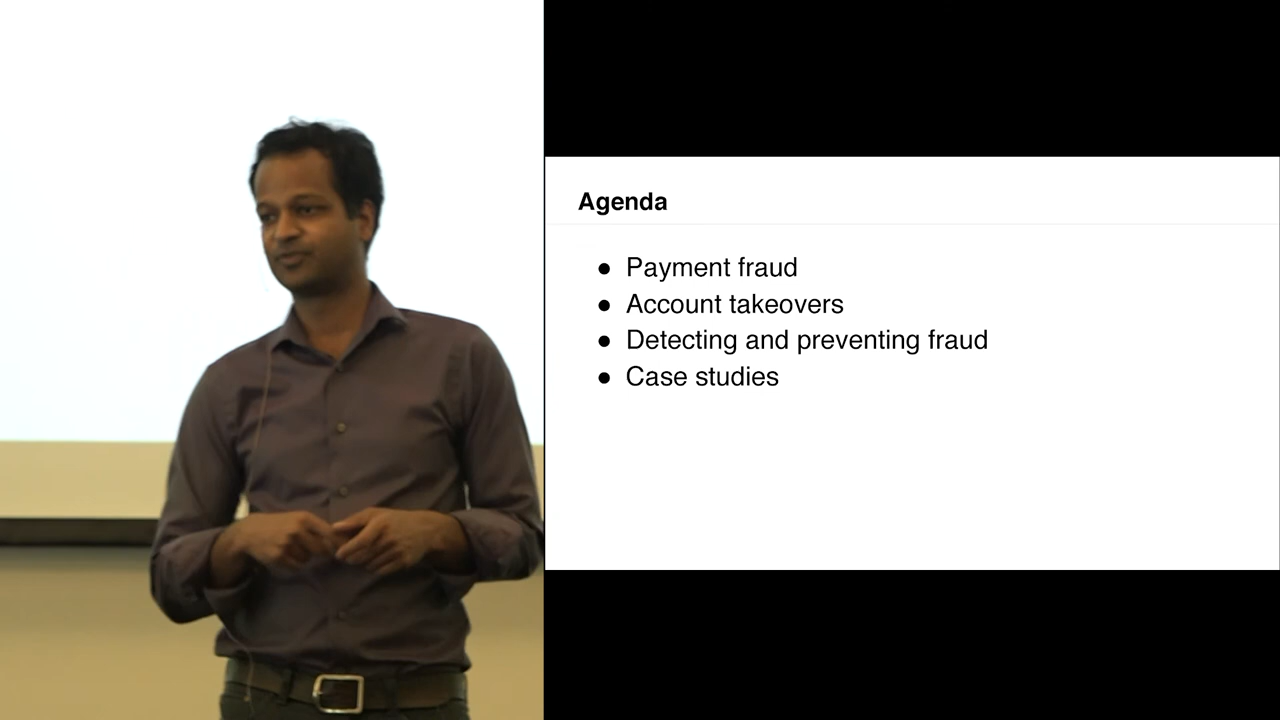 Agenda
● Payment fraud
● Account takeovers
● Detecting and preventing fraud
● Case studies